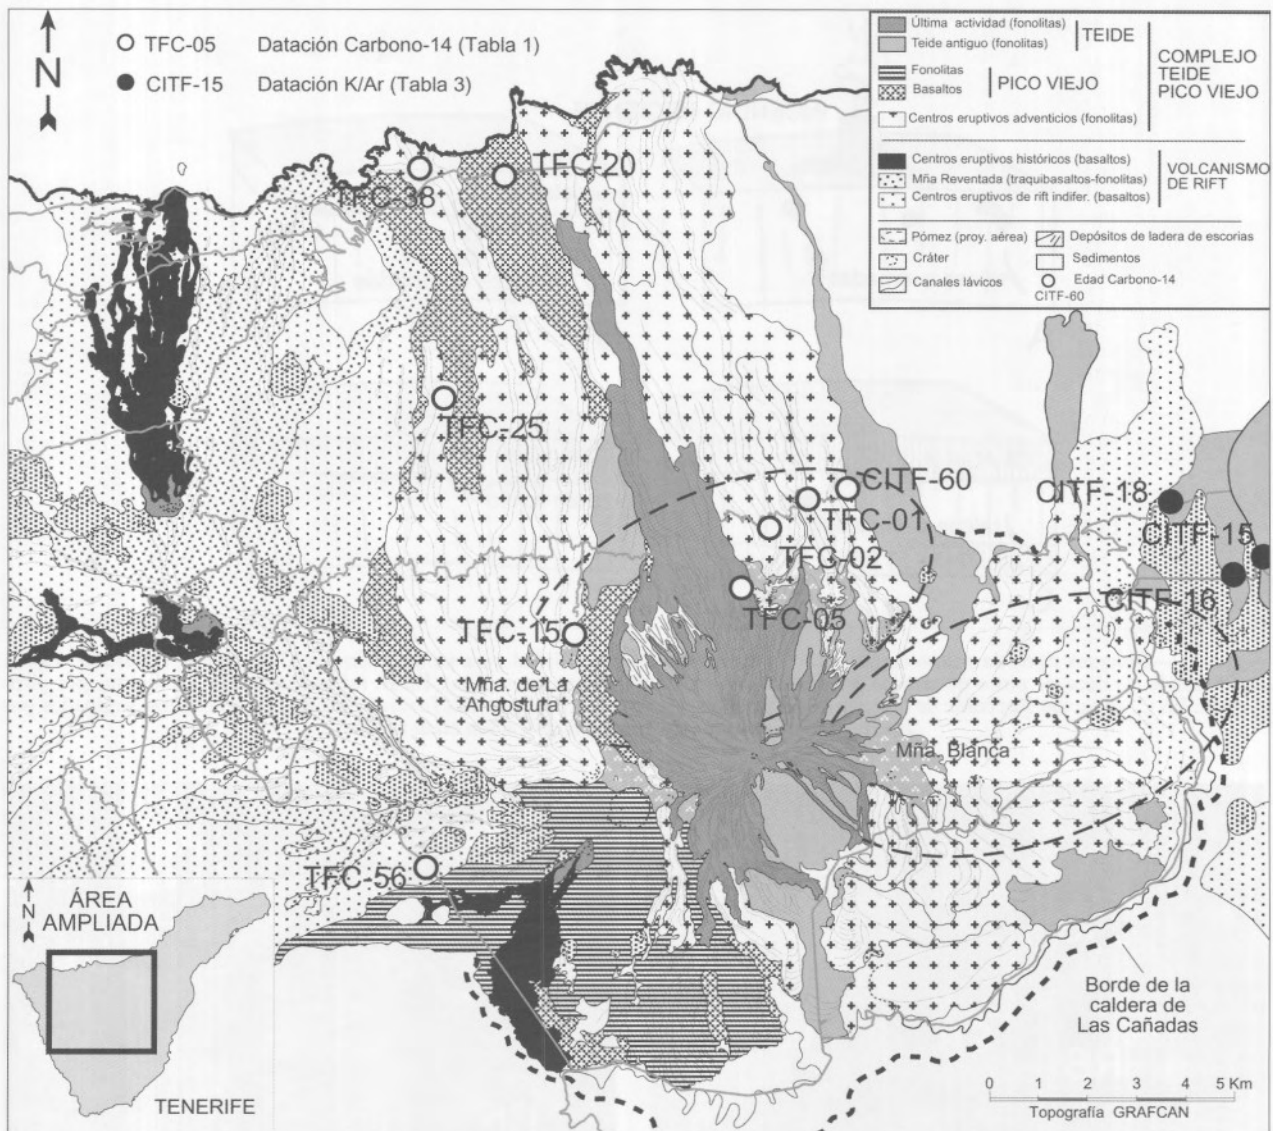 N
TFC-05 Datación Carbono-14 (Tabla 1)
CITF-15 Datación K/Ar (Tabla 3)
Última actividad (fonolitas)
Teide antiguo (fonolitas)
TEIDE
Fonolitas
Basaltos
PICO VIEJO
Centros eruptivos adventicios (fonolitas)
COMPLEJO
TEIDE
PICO VIEJO
Centros eruptivos históricos (basaltos)
Mña Reventada (traquibasaltos-fonolitas)
Centros eruptivos de rift indifer. (basaltos)
VOLCANISMO
DE RIFT
Pómez (proy. aérea)
Depósitos de ladera de escorias
Cráter
Sedimentos
Canales lávicos
Edad Carbono-14
CITF-60
TFC-38
TFC-20
TFC-25
CITF-60
TFC-01
TFC-02
TFC-05
CITF-18
CITF-15
CITF-16
TFC-15
Mña. de La
Angostura
Mña. Blanca
TFC-56
N
ÁREA
AMPLIADA
TENERIFE
Borde de la
caldera de
Las Cañadas
0 1 2 3 4 5 Km
Topografía GRAFCAN